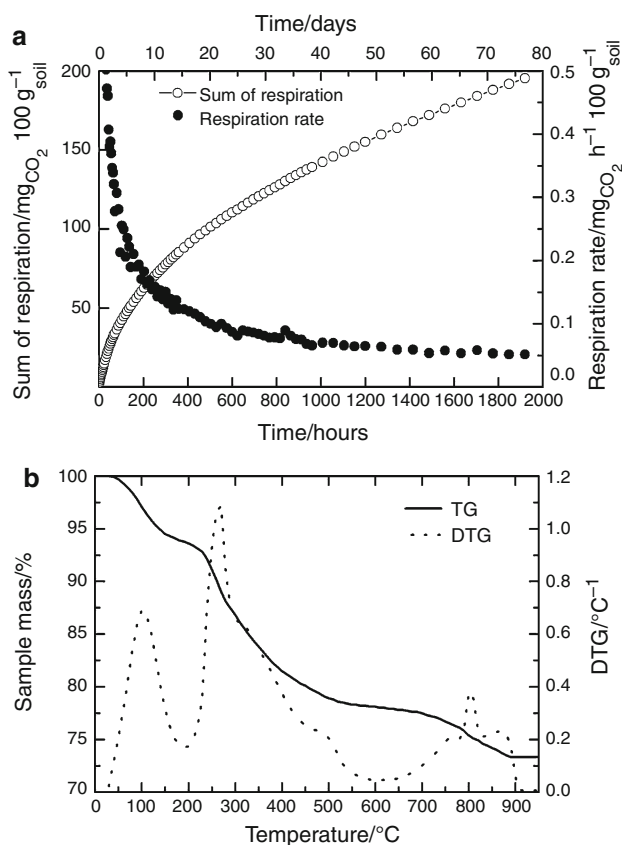 Time/days
a
0 10 20 30 40 50 60 70 80
200 0.5
Sum of respiration
Respiration rate
150 0.4
0.3
100 0.2
50 0.1
0.0
Sum of respiration/mgCO2 100 g−1 soil
Respiration rate/mgCO2 h−1 100 g−1 soil
0 200 400 600 800 1000 1200 1400 1600 1800 2000
Time/hours
b
100 1.2
TG
DTG
95 1.0
90 0.8
85 0.6
80 0.4
75 0.2
70 0.0
Sample mass/%
DTG/°C−1
0 100 200 300 400 500 600 700 800 900
Temperature/°C